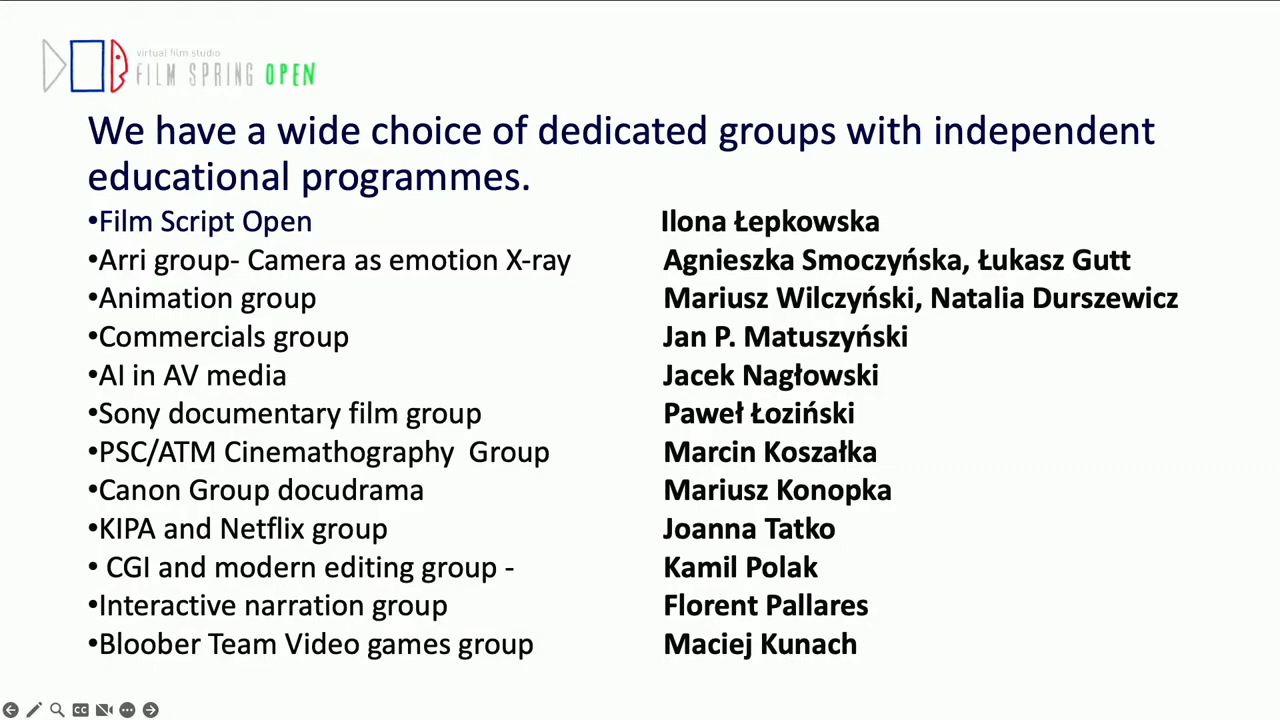 virtual film studio
FILM SPRING OPEN
We have a wide choice of dedicated groups with independent
educational programmes.
•Film Script Open Ilona Łepkowska
•Arri group- Camera as emotion X-ray Agnieszka Smoczyńska, Łukasz Gutt
•Animation group Mariusz Wilczyński, Natalia Durszewicz
•Commercials group Jan P. Matuszyński
•AI in AV media Jacek Nagłowski
•Sony documentary film group Paweł Łoziński
•PSC/ATM Cinemathography  Group Marcin Koszałka
•Canon Group docudrama Mariusz Konopka
•KIPA and Netflix group Joanna Tatko
• CGI and modern editing group - Kamil Polak
•Interactive narration group Florent Pallares
•Bloober Team Video games group Maciej Kunach
CC